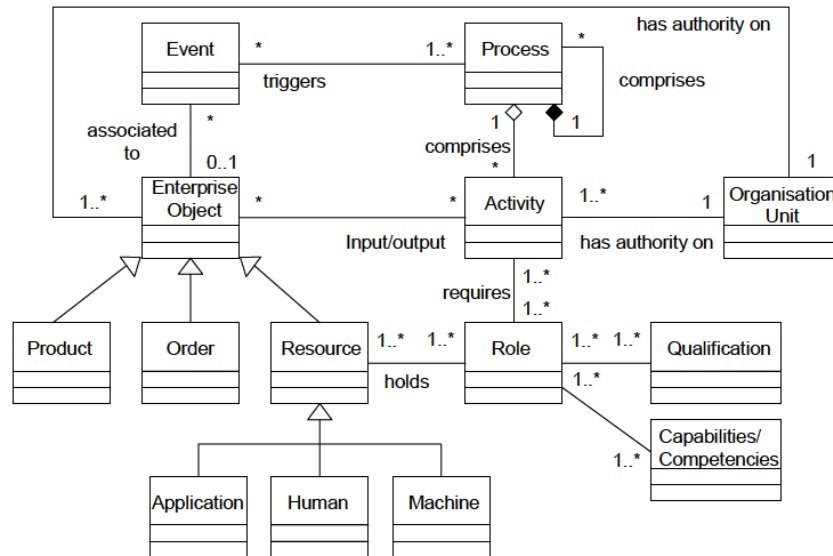 has authority on
Event
*
1..*
Process
*
triggers
comprises
*
1
1
associated
to
comprises
1
0..1
*
1..*
Enterprise
Object
*
*
Activity
1..*
1
Organisation
Unit
Input/output
has authority on
1..*
requires
1..*
Product
Order
Resource
1..*
1..*
Role
1..*
1..*
Qualification
holds
1..*
Capabilities/
Competencies
1..*
Application
Human
Machine